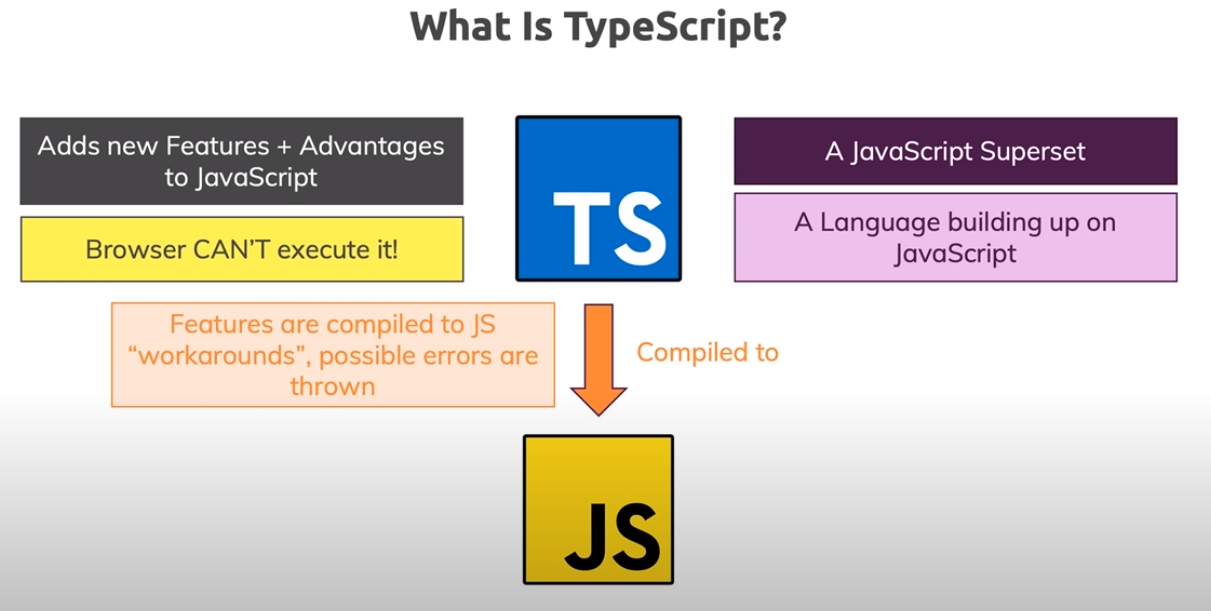 What Is TypeScript?
Adds new Features + Advantages
to JavaScript
Browser CAN'T execute it!
TS
A JavaScript Superset
A Language building up on
JavaScript
Features are compiled to JS
“workarounds”, possible errors are
thrown
Compiled to
JS